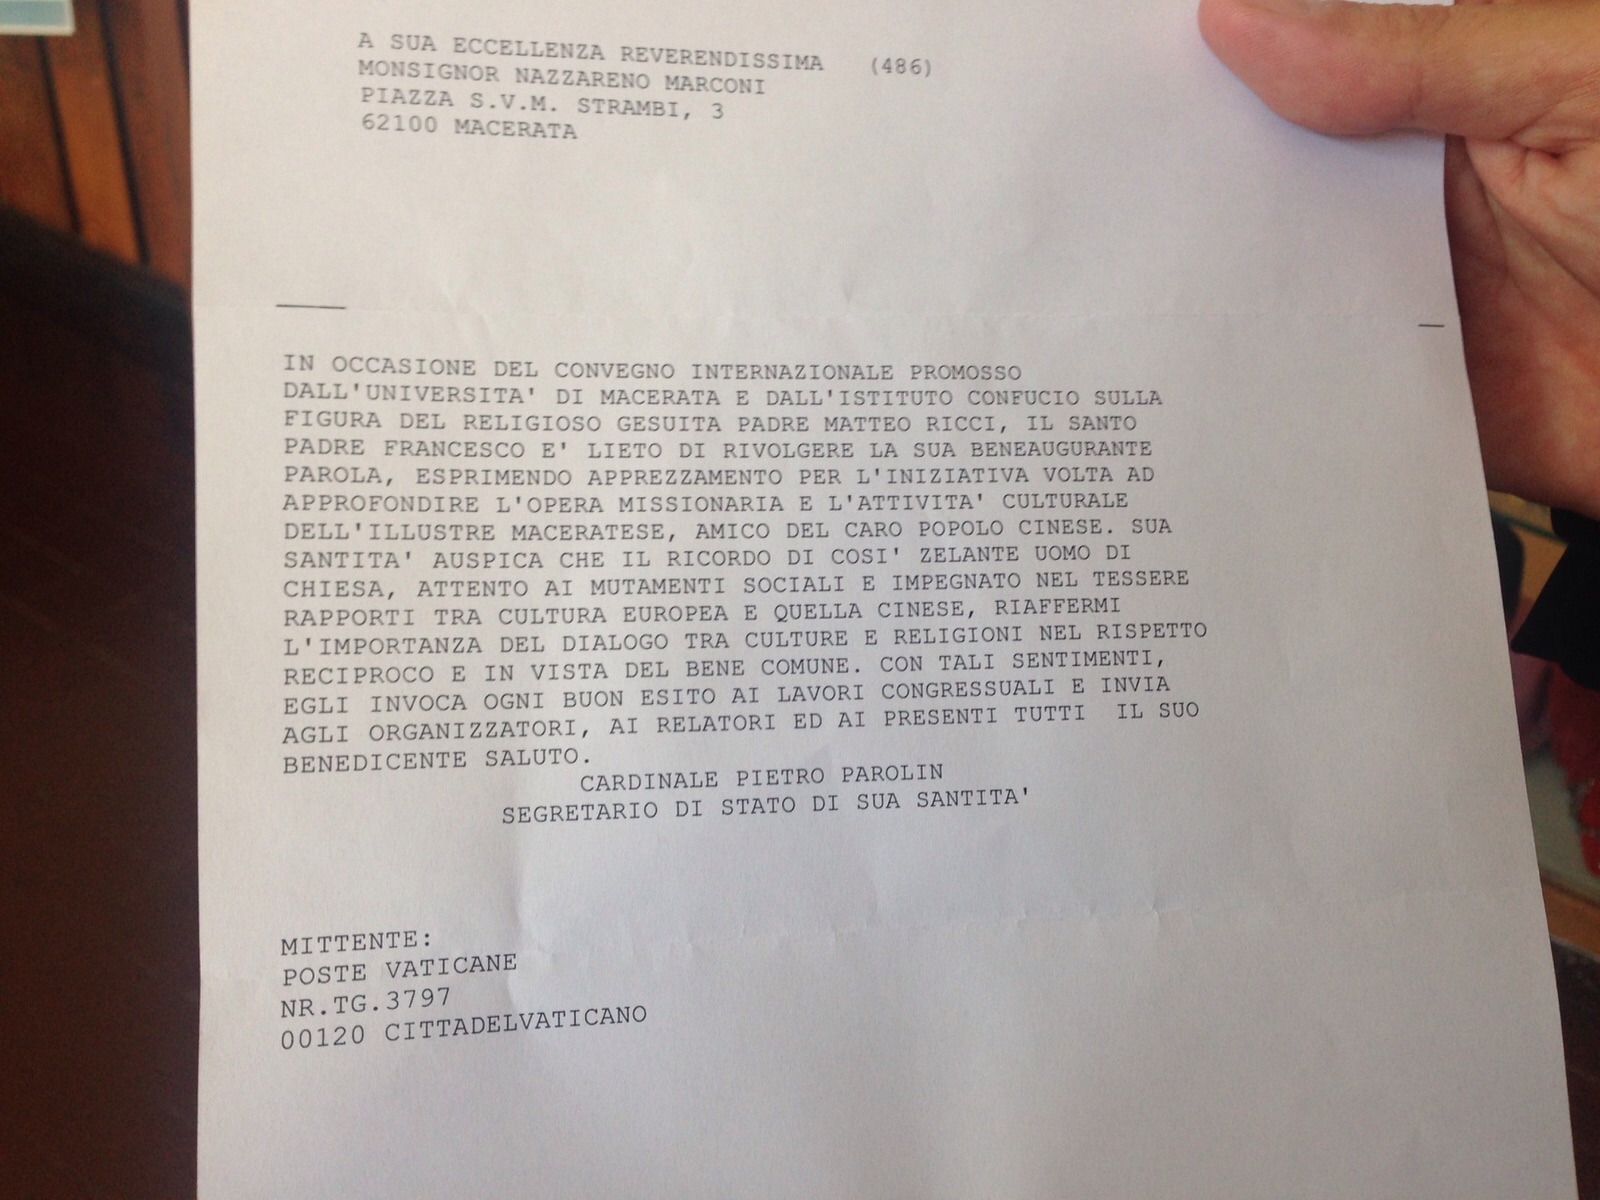 A SUA ECCELLENZA REVERENDISSIMA (486)
MONSIGNOR NAZZARENO MARCONI
PIAZZA S.V.M. STRAMBI, 3
62100 MACERATA
IN OCCASIONE DEL CONVEGNO INTERNAZIONALE PROMOSSO
DALL'UNIVERSITA' DI MACERATA E DALL'ISTITUTO CONFUCIO SULLA
FIGURA DEL RELIGIOSO GESUITA PADRE MATTEO RICCI, IL SANTO
PADRE FRANCESCO E' LIETO DI RIVOLGERE LA SUA BENEAUGURANTE
PAROLA, ESPRIMENDO APPREZZAMENTO PER L'INIZIATIVA VOLTA AD
APPROFONDIRE L'OPERA MISSIONARIA E L'ATTIVITA' CULTURALE
DELL'ILLUSTRE MACERATESE, AMICO DEL CARO POPOLO CINESE. SUA
SANTITA' AUSPICA CHE IL RICORDO DI COSI' ZELANTE UOMO DI
CHIESA, ATTENTO AI MUTAMENTI SOCIALI E IMPEGNATO NEL TESSERE
RAPPORTI TRA CULTURA EUROPEA E QUELLA CINESE, RIAFFERMI
L'IMPORTANZA DEL DIALOGO TRA CULTURE E RELIGIONI NEL RISPETTO
RECIPROCO E IN VISTA DEL BENE COMUNE. CON TALI SENTIMENTI,
EGLI INVOCA OGNI BUON ESITO AI LAVORI CONGRESSUALI E INVIA
AGLI ORGANIZZATORI, AI RELATORI ED AI PRESENTI TUTTI IL SUO
BENEDICENTE SALUTO.
CARDINALE PIETRO PAROLIN
SEGRETARIO DI STATO DI SUA SANTITA'
MITTENTE:
POSTE VATICANE
NR.TG.3797
00120 CITTADELVATICANO